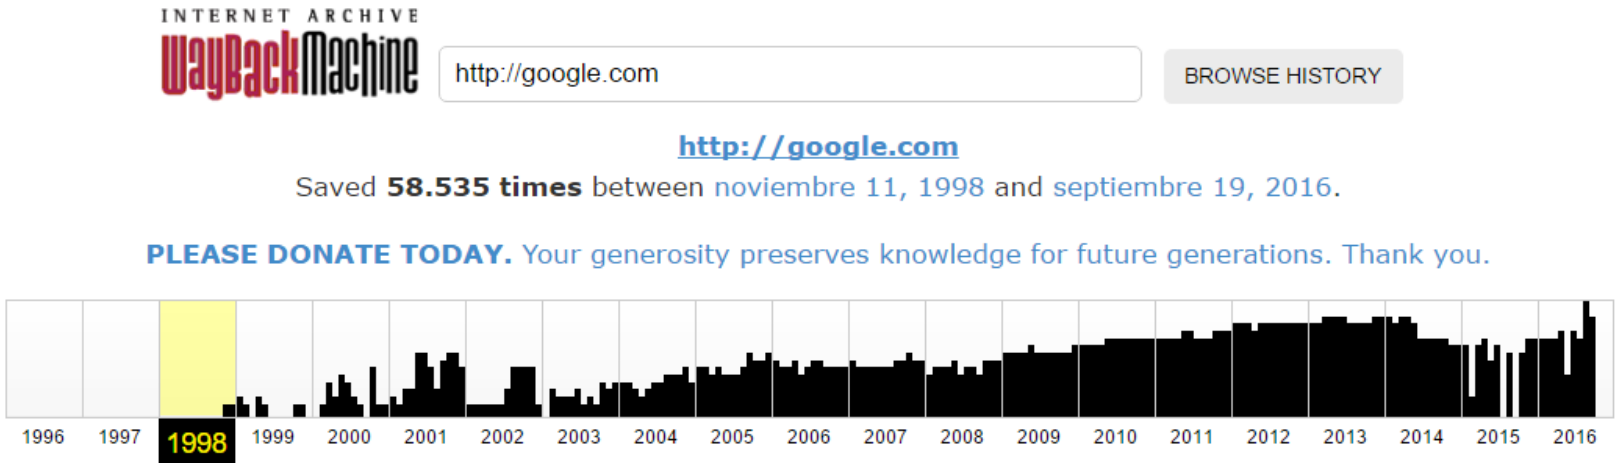 INTERNET ARCHIVE
WayBackMachine
http://google.com
BROWSE HISTORY
http://google.com
Saved 58.535 times between noviembre 11, 1998 and septiembre 19, 2016.
PLEASE DONATE TODAY. Your generosity preserves knowledge for future generations. Thank you.
1996 1997 1998 1999 2000 2001 2002 2003 2004 2005 2006 2007 2008 2009 2010 2011 2012 2013 2014 2015 2016